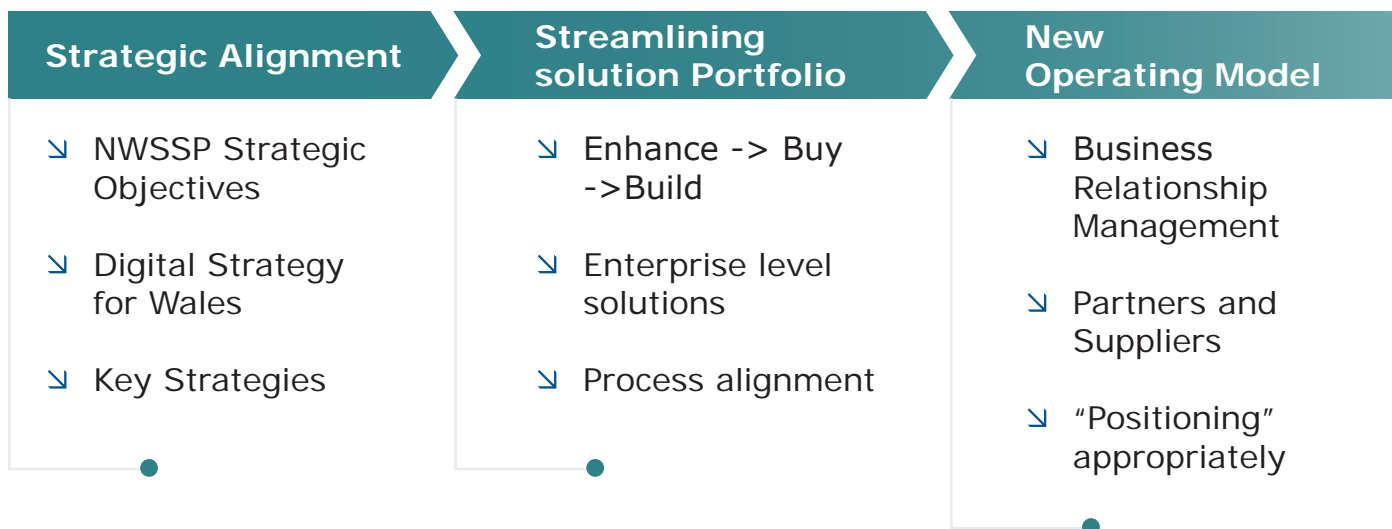 Strategic Alignment
NWSSP Strategic
Objectives
Digital Strategy
for Wales
Key Strategies
Streamlining
solution Portfolio
Enhance -> Buy
->Build
Enterprise level
solutions
Process alignment
New
Operating Model
Business
Relationship
Management
Partners and
Suppliers
“Positioning”
appropriately